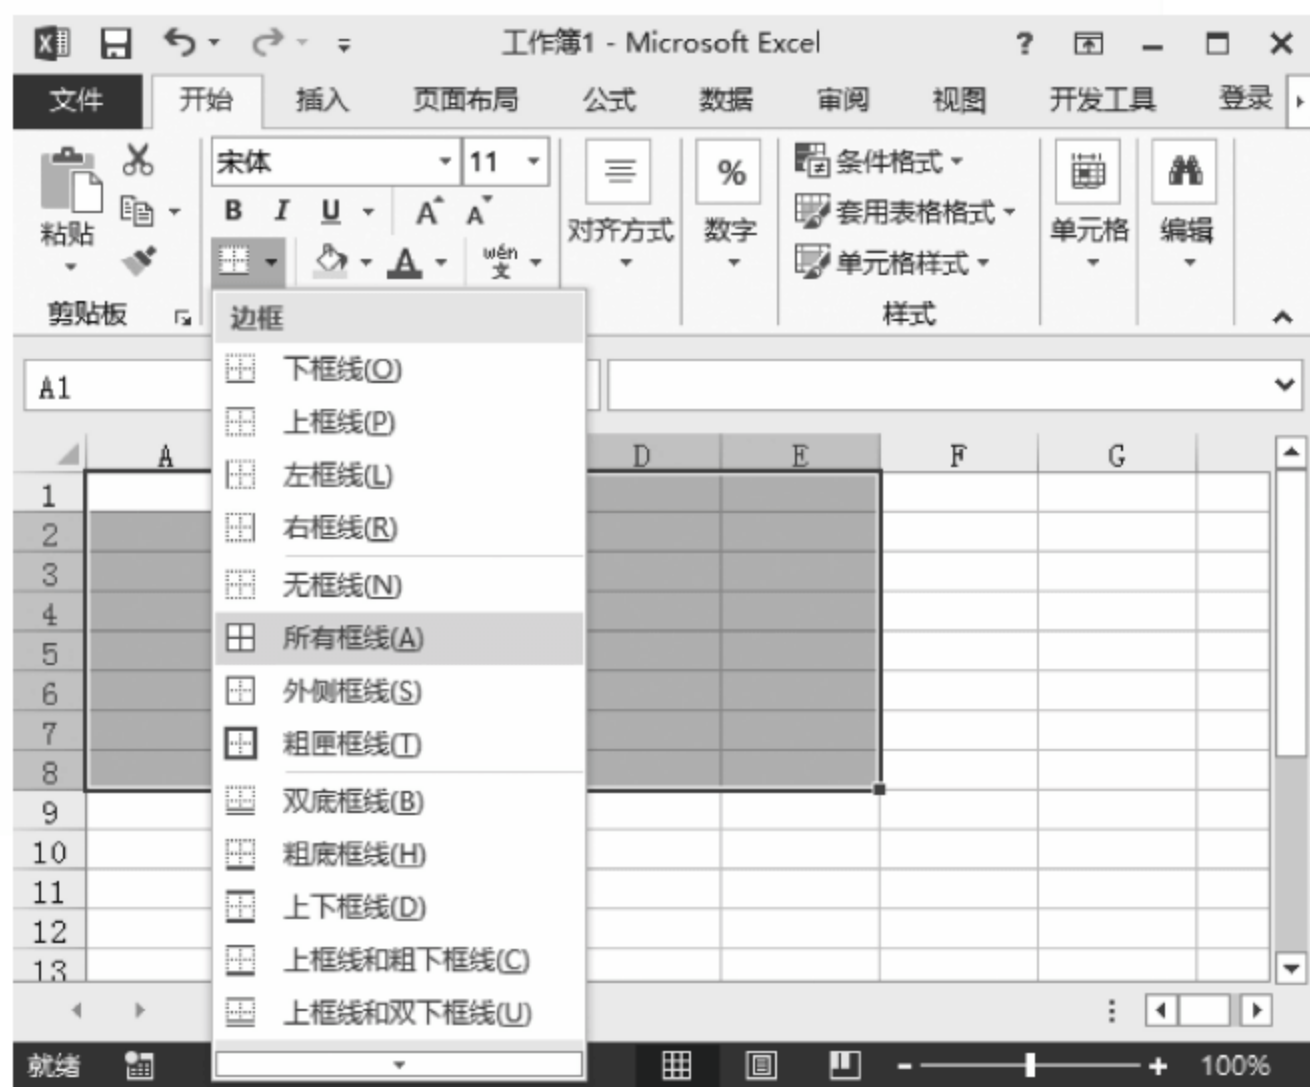 工作簿1 - Microsoft Excel
文件 开始 插入 页面布局 公式 数据 审阅 视图 开发工具 登录
宋体 11
% 条件格式
粘贴 B I U A A 对齐方式 数字 套用表格格式 单元格 编辑
A wén 文 单元格样式
剪贴板 样式
边框
A1
下框线(O)
上框线(P)
左框线(L)
右框线(R)
无框线(N)
所有框线(A)
外侧框线(S)
粗匣框线(T)
双底框线(B)
粗底框线(H)
上下框线(D)
上框线和粗下框线(C)
上框线和双下框线(U)
A D E F G
1
2
3
4
5
6
7
8
9
10
11
12
13
就绪 100%